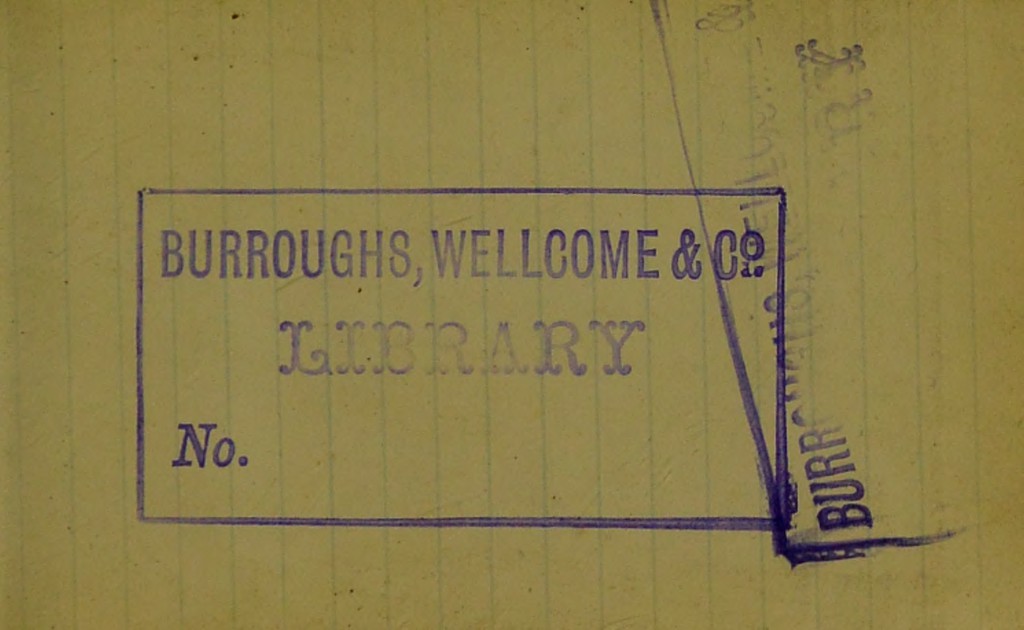 BURROUGHS, WELLCOME & Co.
LIBRARY
No.
BURR